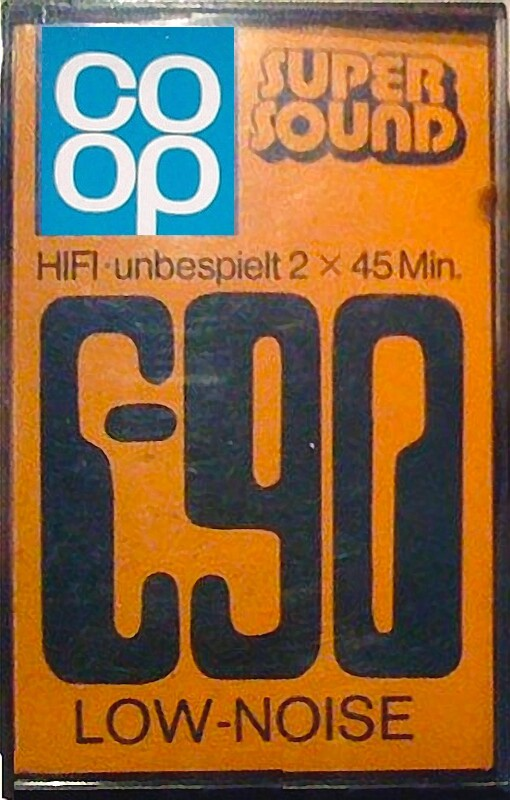 co
op
SUPER
SOUND
HIFI·unbespielt 2 × 45 Min.
C-90
LOW-NOISE